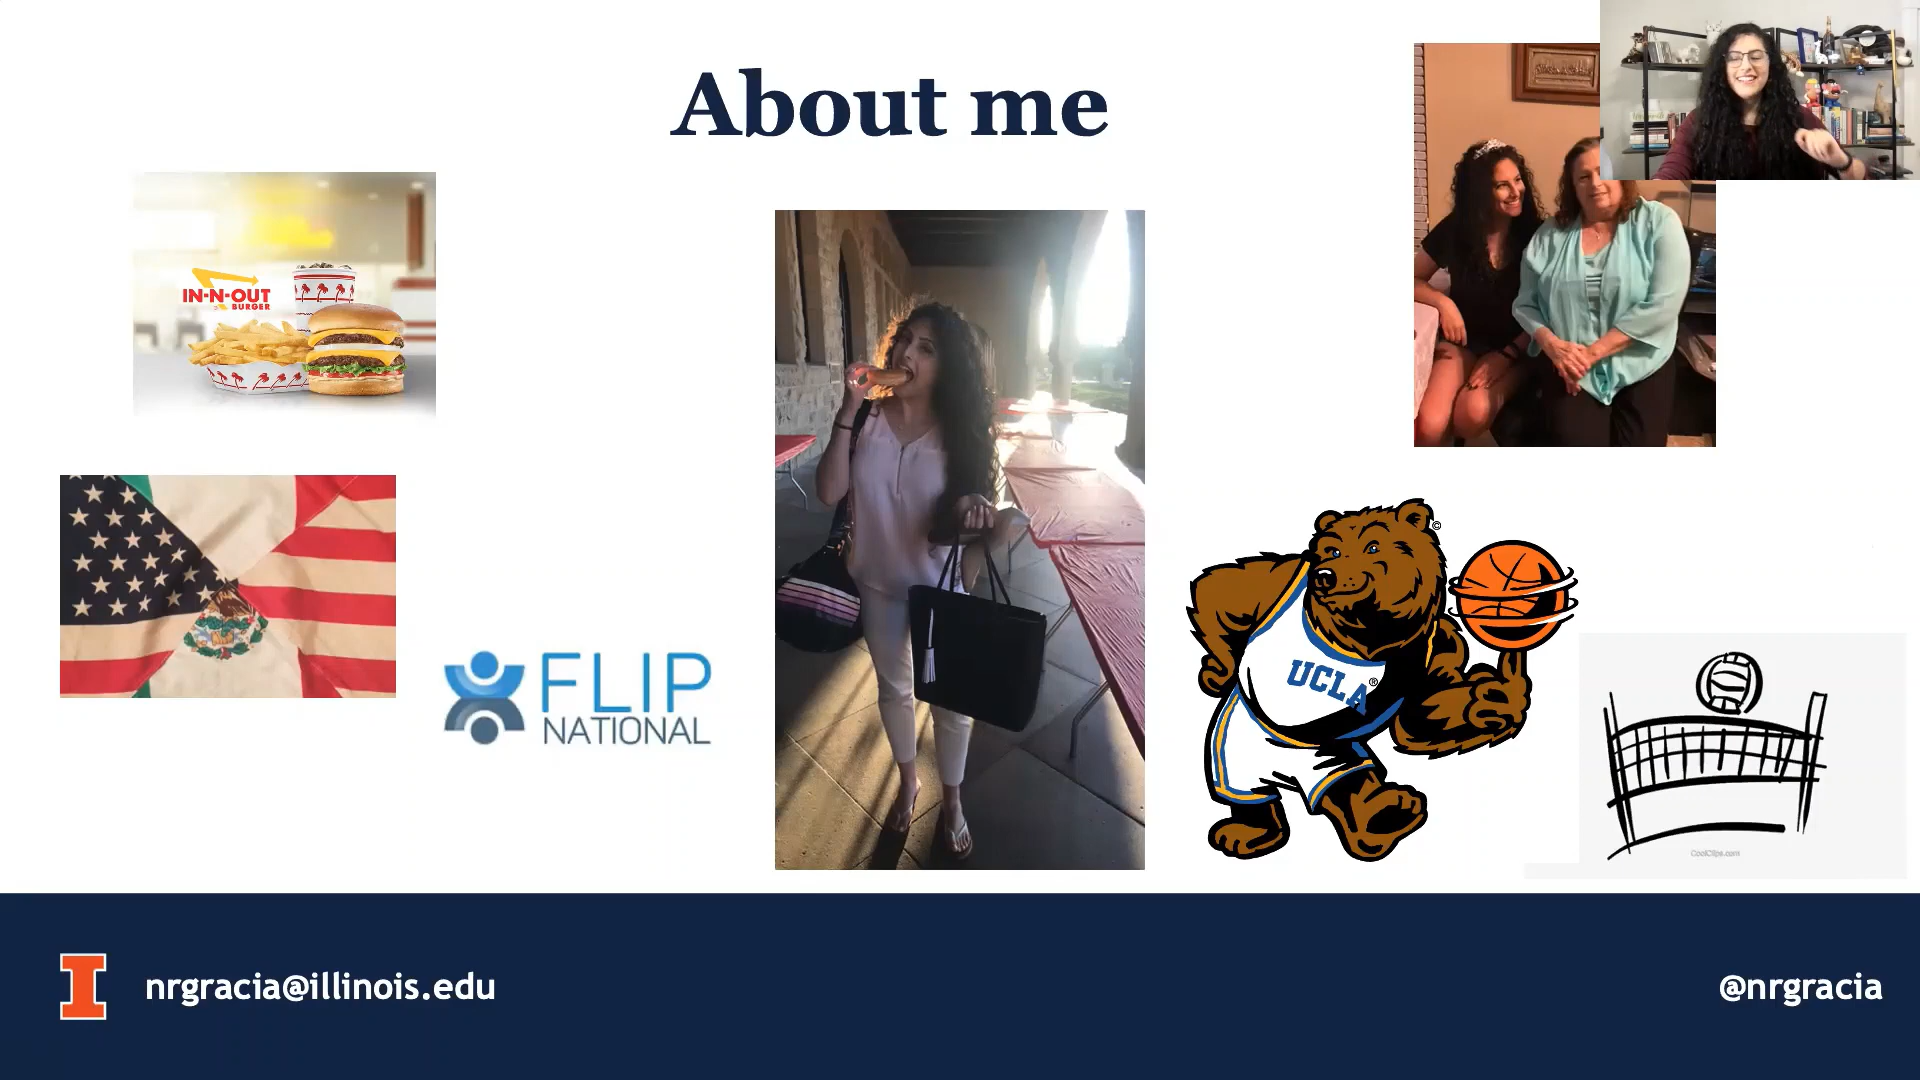 About me
IN-N-OUT
BURGER
FLIP
NATIONAL
©
UCLA®
CoolClips.com
nrgracia@illinois.edu
@nrgracia